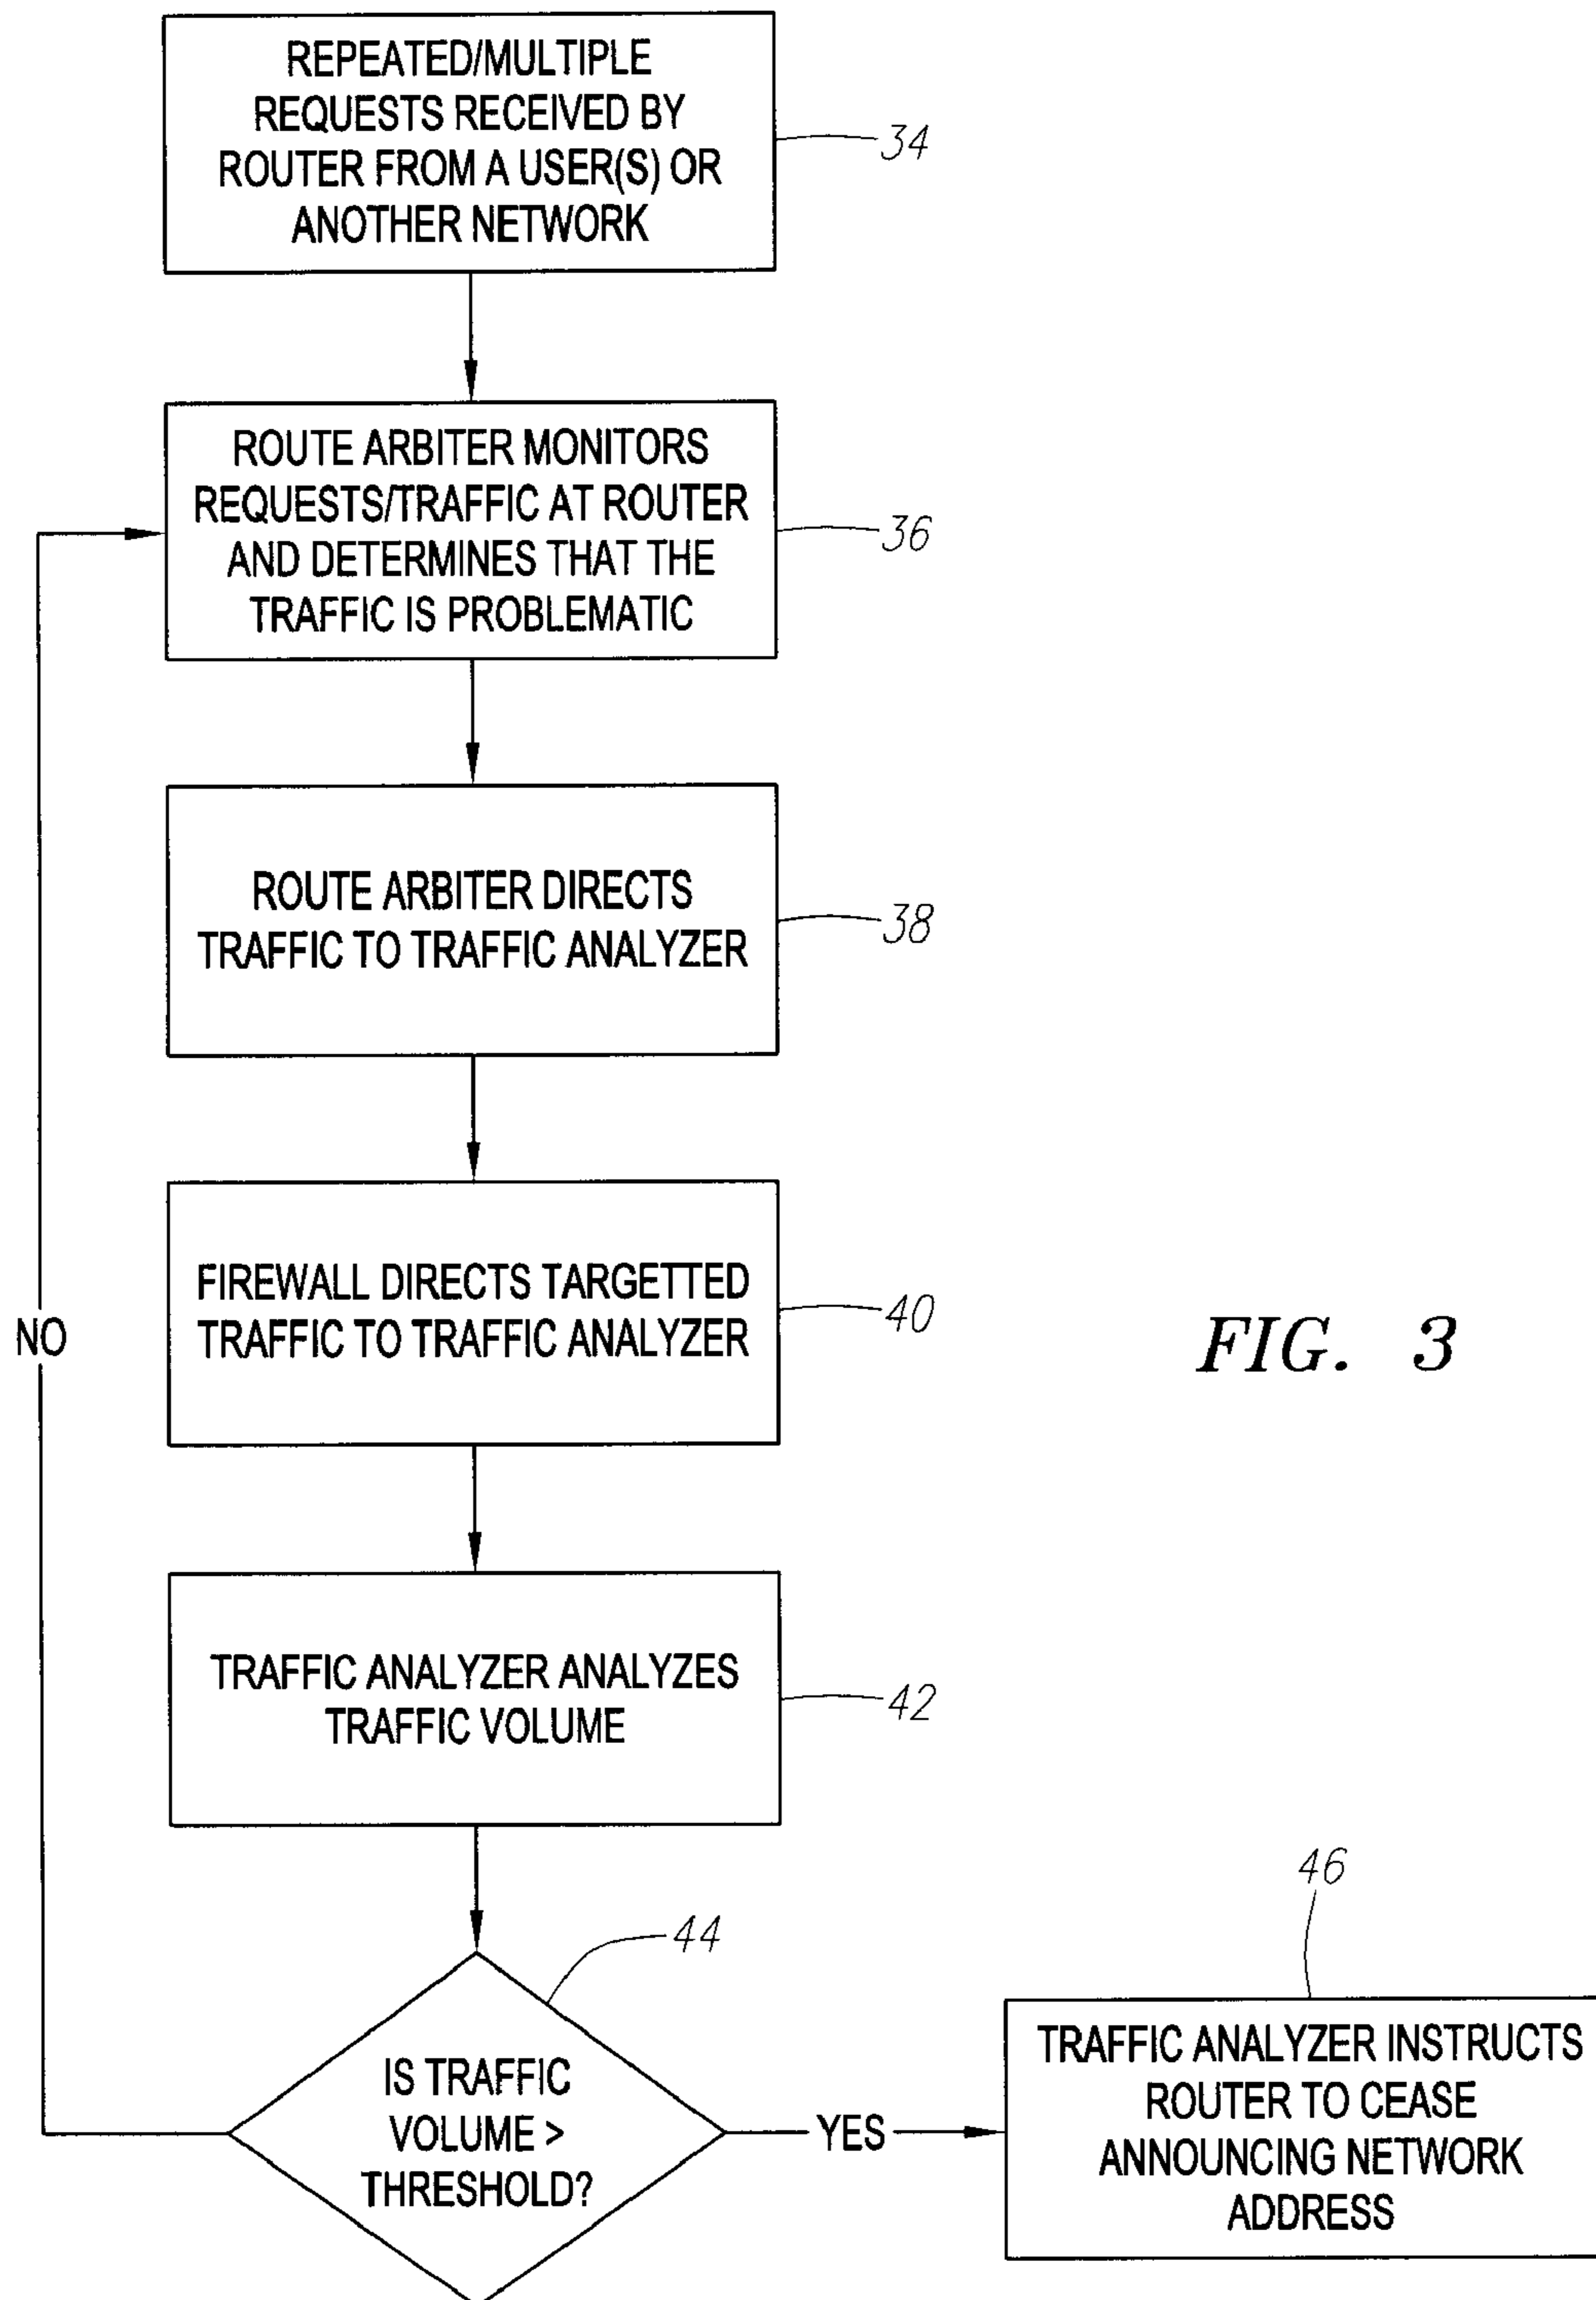 REPEATED/MULTIPLE
REQUESTS RECEIVED BY
ROUTER FROM A USER(S) OR
ANOTHER NETWORK
34
ROUTE ARBITER MONITORS
REQUESTS/TRAFFIC AT ROUTER
AND DETERMINES THAT THE
TRAFFIC IS PROBLEMATIC
36
ROUTE ARBITER DIRECTS
TRAFFIC TO TRAFFIC ANALYZER
38
FIREWALL DIRECTS TARGETTED
TRAFFIC TO TRAFFIC ANALYZER
40
NO
FIG. 3
TRAFFIC ANALYZER ANALYZES
TRAFFIC VOLUME
42
44
IS TRAFFIC
VOLUME >
THRESHOLD?
YES
46
TRAFFIC ANALYZER INSTRUCTS
ROUTER TO CEASE
ANNOUNCING NETWORK
ADDRESS